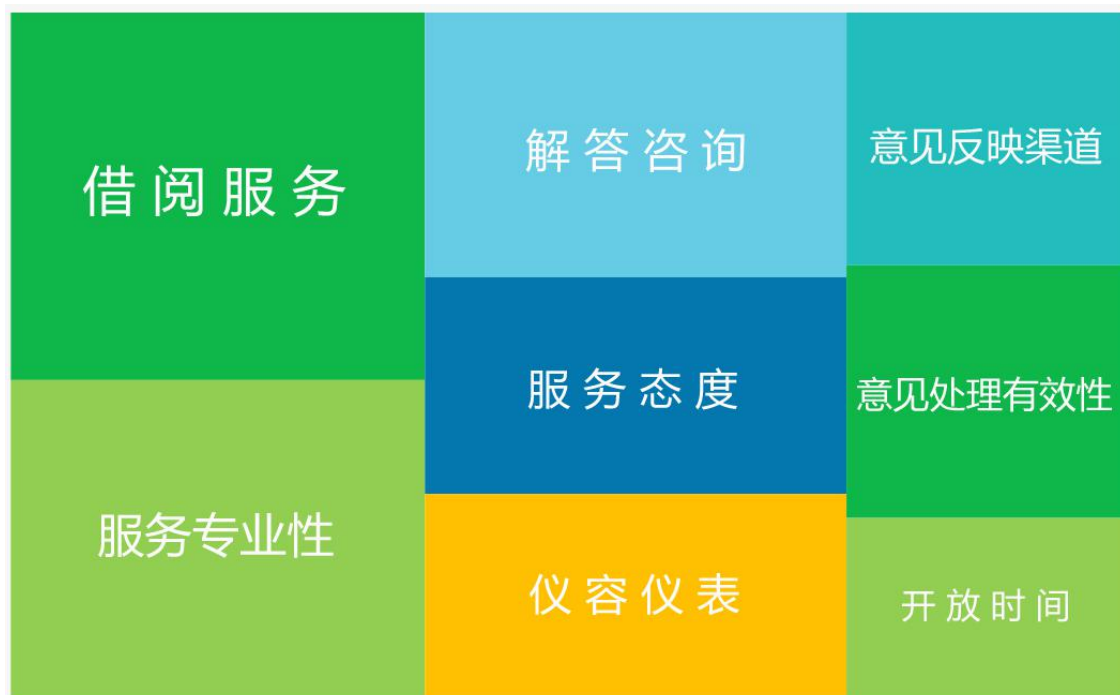 借阅服务
服务专业性
解答咨询
服务态度
仪容仪表
意见反映渠道
意见处理有效性
开放时间